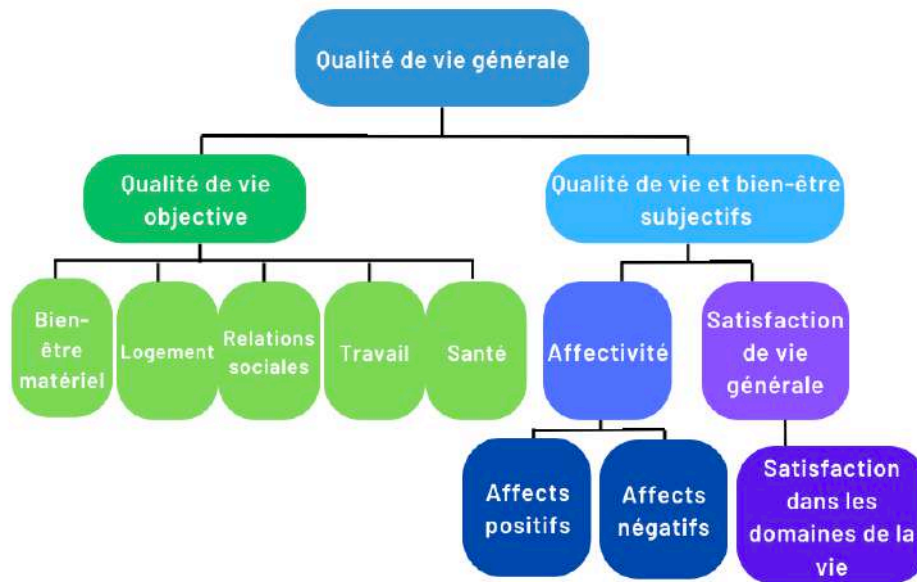 Qualité de vie générale
Qualité de vie
objective
Qualité de vie et bien-être
subjectifs
Bien-
être
matériel
Logement
Relations
sociales
Travail
Santé
Affectivité
Satisfaction
de vie
générale
Affects
positifs
Affects
négatifs
Satisfaction
dans les
domaines de la
vie